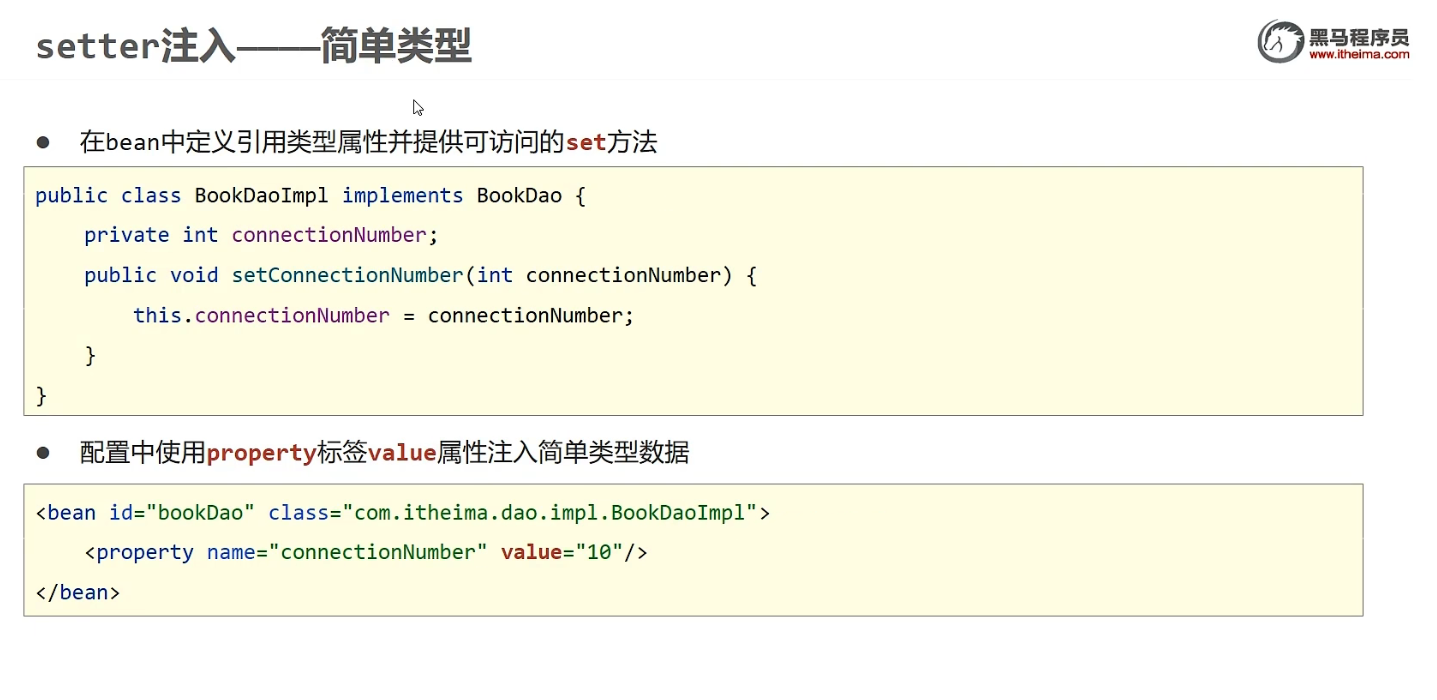 setter注入————简单类型
黑马程序员
www.itheima.com
● 在bean中定义引用类型属性并提供可访问的set方法
public class BookDaoImpl implements BookDao {
    private int connectionNumber;
    public void setConnectionNumber(int connectionNumber) {
        this.connectionNumber = connectionNumber;
    }
}
● 配置中使用property标签value属性注入简单类型数据
<bean id="bookDao" class="com.itheima.dao.impl.BookDaoImpl">
    <property name="connectionNumber" value="10"/>
</bean>